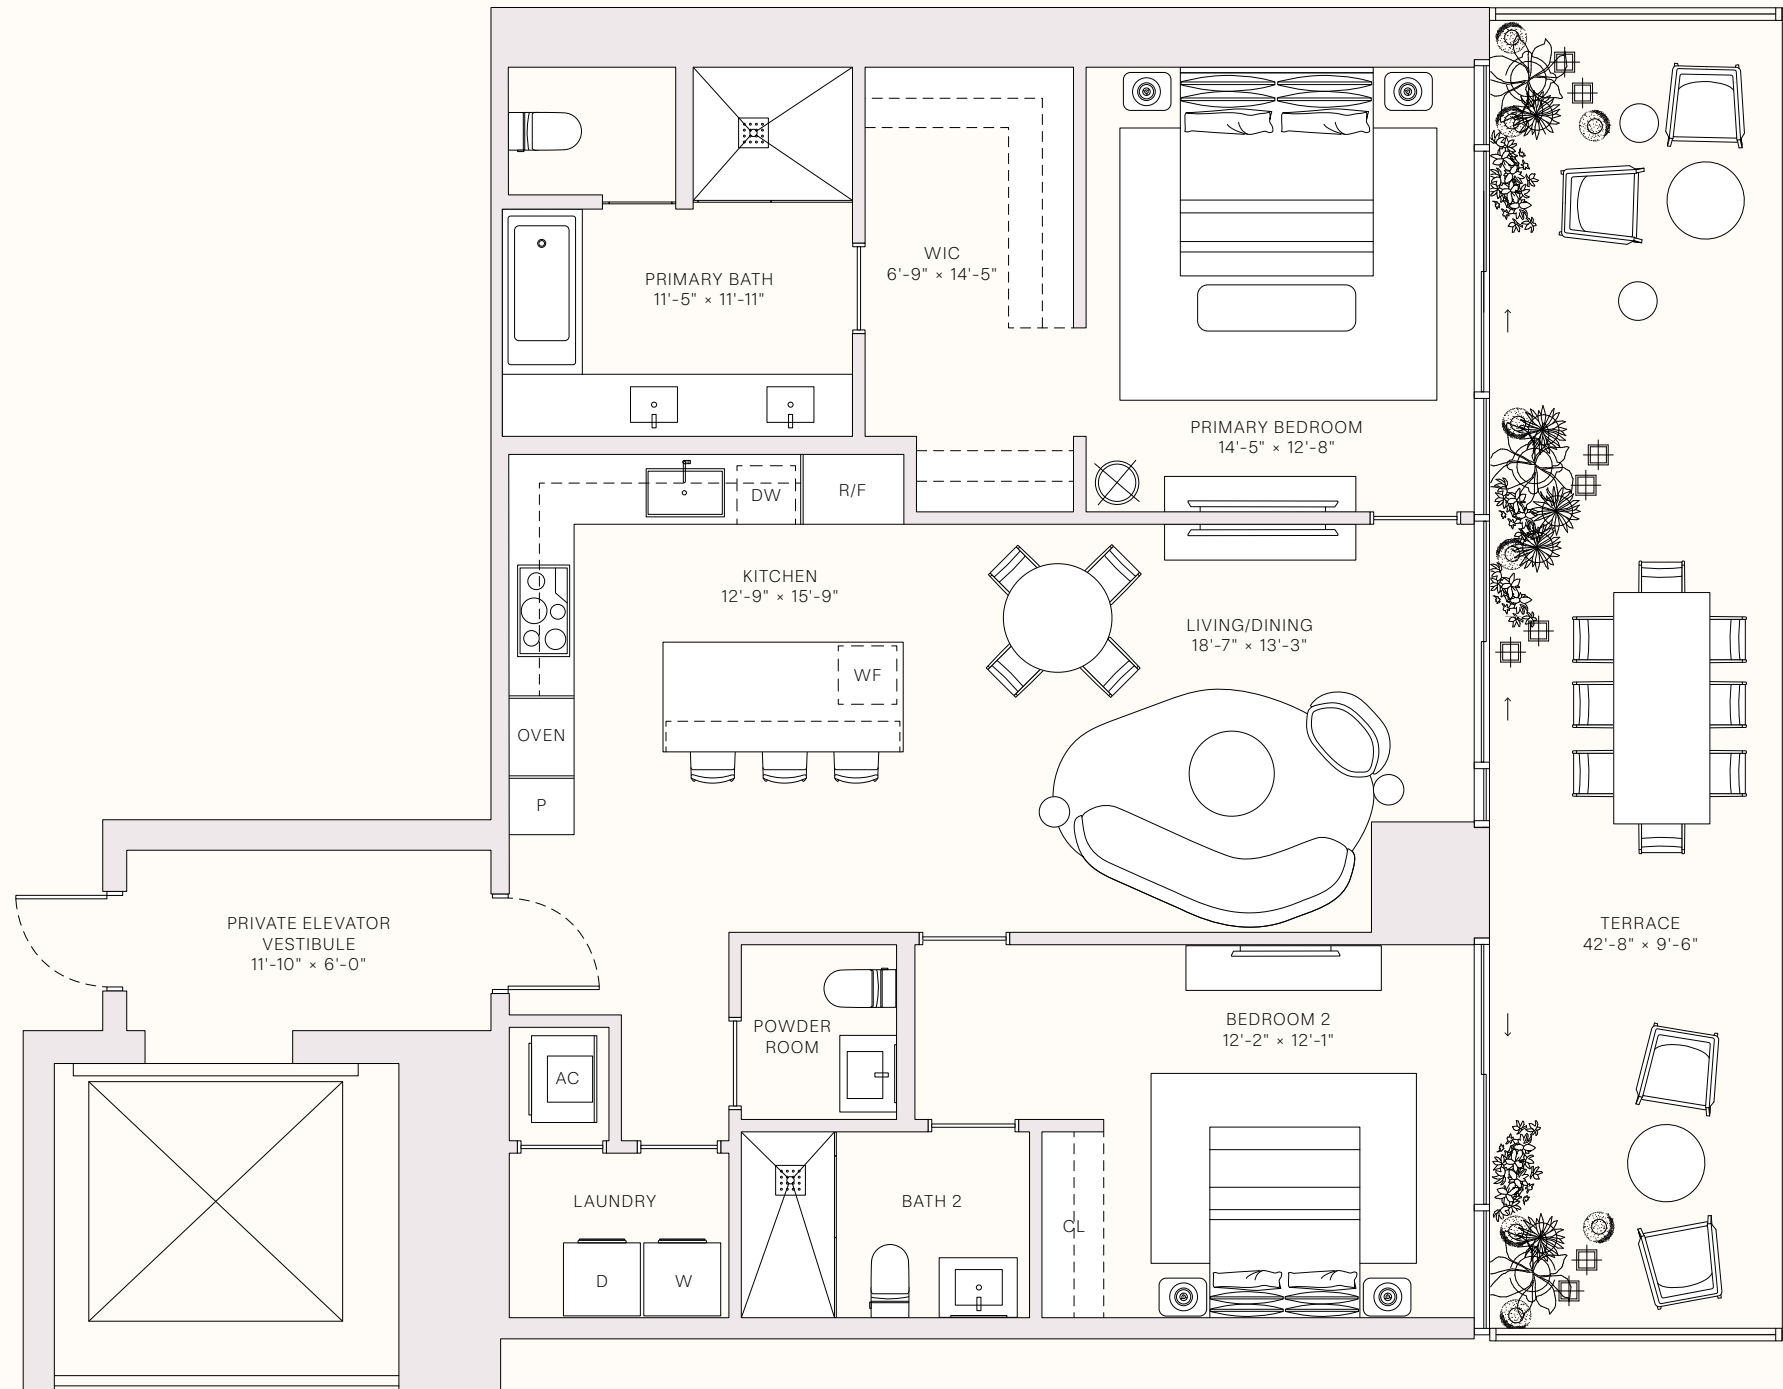 PRIMARY BATH
11'-5" × 11'-11"
WIC
6'-9" × 14'-5"
PRIMARY BEDROOM
14'-5" × 12'-8"
DW
R/F
KITCHEN
12'-9" × 15'-9"
LIVING/DINING
18'-7" × 13'-3"
WF
OVEN
P
PRIVATE ELEVATOR
VESTIBULE
11'-10" × 6'-0"
TERRACE
42'-8" × 9'-6"
POWDER
ROOM
BEDROOM 2
12'-2" × 12'-1"
AC
LAUNDRY
BATH 2
CL
D
W